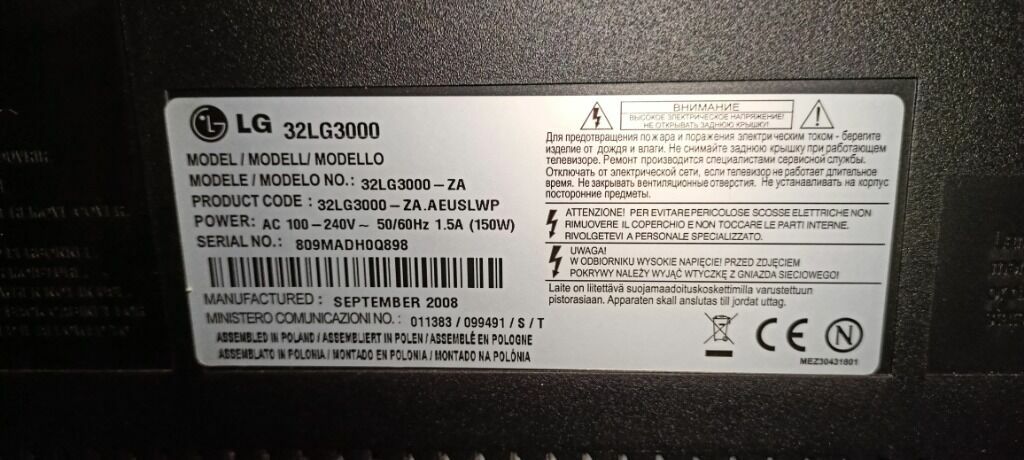 LG 32LG3000
MODEL / MODELL/ MODELLO
MODELE / MODELO NO.: 32LG3000-ZA
PRODUCT CODE : 32LG3000-ZA.AEUSLWP
POWER: AC 100-240V~ 50/60Hz 1.5A (150W)
SERIAL NO.: 809MADH0Q898
MANUFACTURED : SEPTEMBER 2008
MINISTERO COMUNICAZIONI NO. : 011383 / 099491 / S / T
ASSEMBLED IN POLAND / ASSEMBLIERT IN POLEN / ASSEMBLÉ EN POLOGNE
ASSEMBLATO IN POLONIA / MONTADO EN POLONIA / MONTADO NA POLÓNIA
ВНИМАНИЕ
ВЫСОКОЕ ЭЛЕКТРИЧЕСКОЕ НАПРЯЖЕНИЕ!
НЕ ОТКРЫВАТЬ ЗАДНЮЮ КРЫШКУ!
Для предотвращения пожара и поражения электрическим током - берегите
изделие от дождя и влаги. Не снимайте заднюю крышку при работающем
телевизоре. Ремонт производится специалистами сервисной службы.
Отключать от электрической сети, если телевизор не работает длительное
время. Не закрывать вентиляционные отверстия. Не устанавливать на корпус
посторонние предметы.
ATTENZIONE! PER EVITARE PERICOLOSE SCOSSE ELETTRICHE NON
RIMUOVERE IL COPERCHIO E NON TOCCARE LE PARTI INTERNE.
RIVOLGETEVI A PERSONALE SPECIALIZZATO.
UWAGA!
W ODBIORNIKU WYSOKIE NAPIĘCIE! PRZED ZDJĘCIEM
POKRYWY NALEŻY WYJĄĆ WTYCZKĘ Z GNIAZDA SIECIOWEGO!
Laite on liitettävä suojamaadoituskoskettimilla varustettuun
pistorasiaan. Apparaten skall anslutas till jordat uttag.
CE N
MEZ30431801
REMOVE COVER